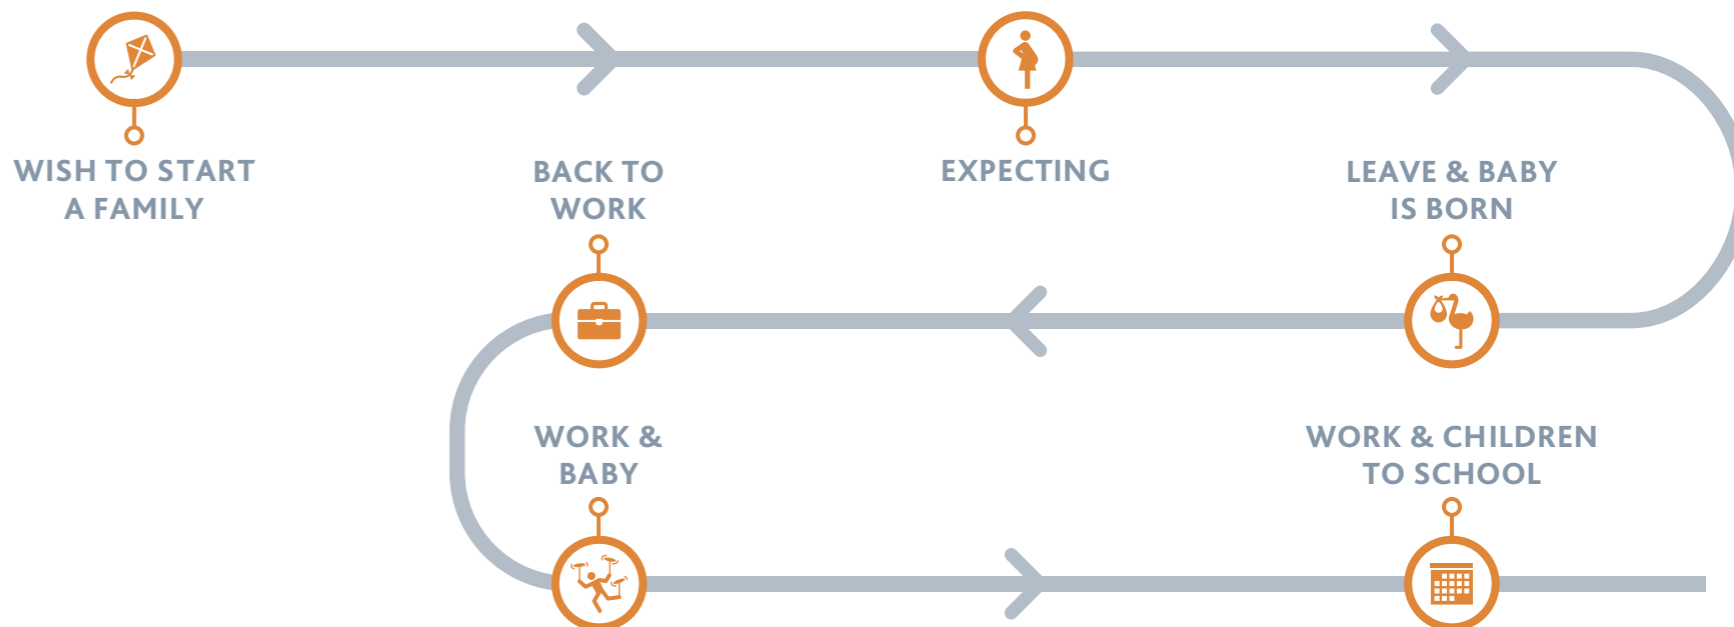 WISH TO START
A FAMILY
BACK TO
WORK
EXPECTING
LEAVE & BABY
IS BORN
WORK &
BABY
WORK & CHILDREN
TO SCHOOL